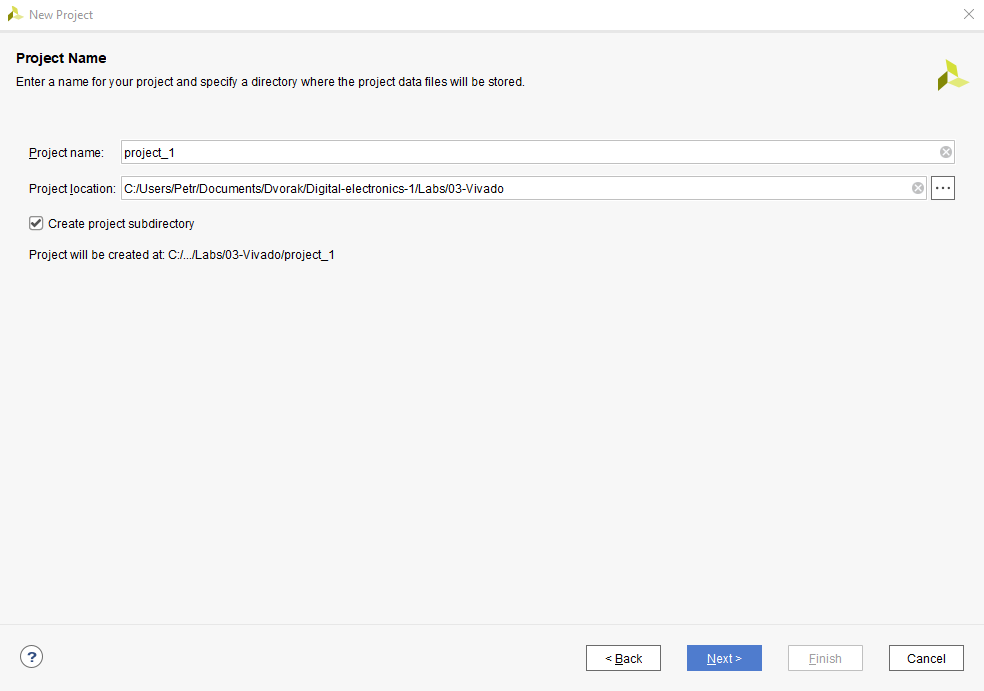 New Project
Project Name
Enter a name for your project and specify a directory where the project data files will be stored.
Project name: project_1
Project location: C:/Users/Petr/Documents/Dvorak/Digital-electronics-1/Labs/03-Vivado ...
Create project subdirectory
Project will be created at: C:/.../Labs/03-Vivado/project_1
? < Back Next > Finish Cancel